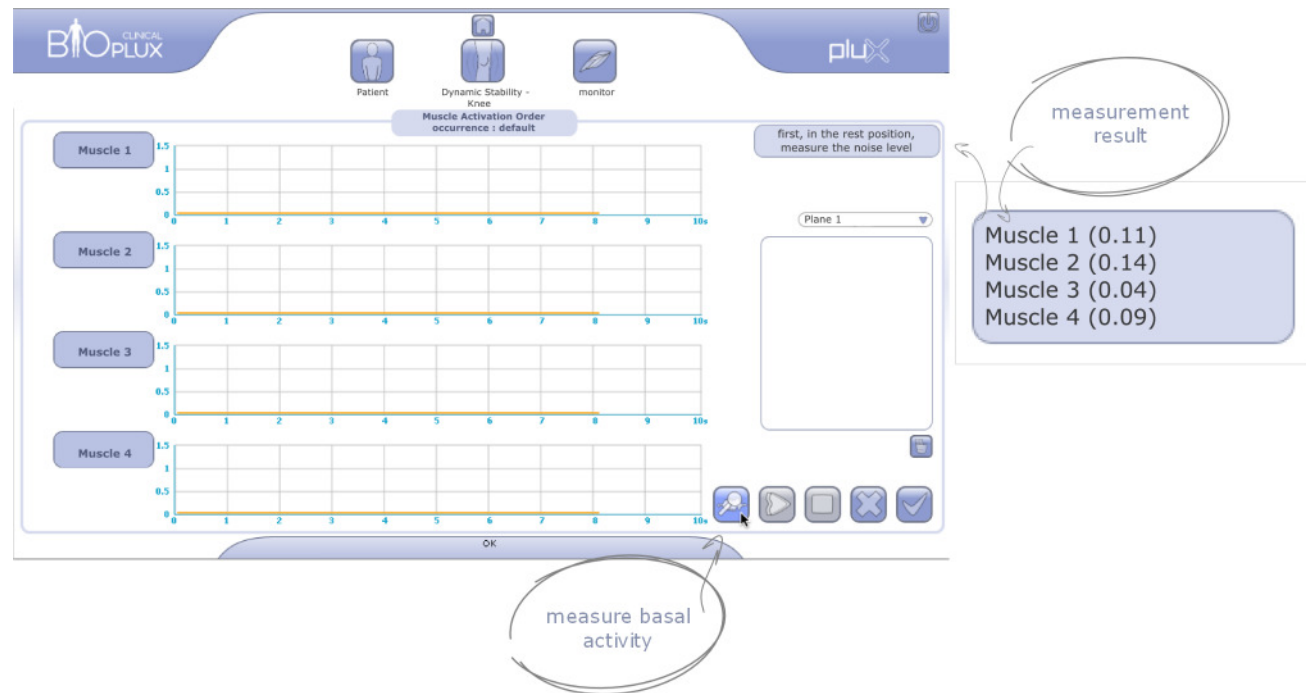 BIOPLUX
CLINICAL
plux
Patient
Dynamic Stability -
Knee
monitor
Muscle Activation Order
occurrence : default
first, in the rest position,
measure the noise level
measurement
result
Muscle 1
1.5
1
0.5
0
0 1 2 3 4 5 6 7 8 9 10s
Plane 1
Muscle 1 (0.11)
Muscle 2 (0.14)
Muscle 3 (0.04)
Muscle 4 (0.09)
Muscle 2
1.5
1
0.5
0
0 1 2 3 4 5 6 7 8 9 10s
Muscle 3
1.5
1
0.5
0
0 1 2 3 4 5 6 7 8 9 10s
Muscle 4
1.5
1
0.5
0
0 1 2 3 4 5 6 7 8 9 10s
OK
measure basal
activity